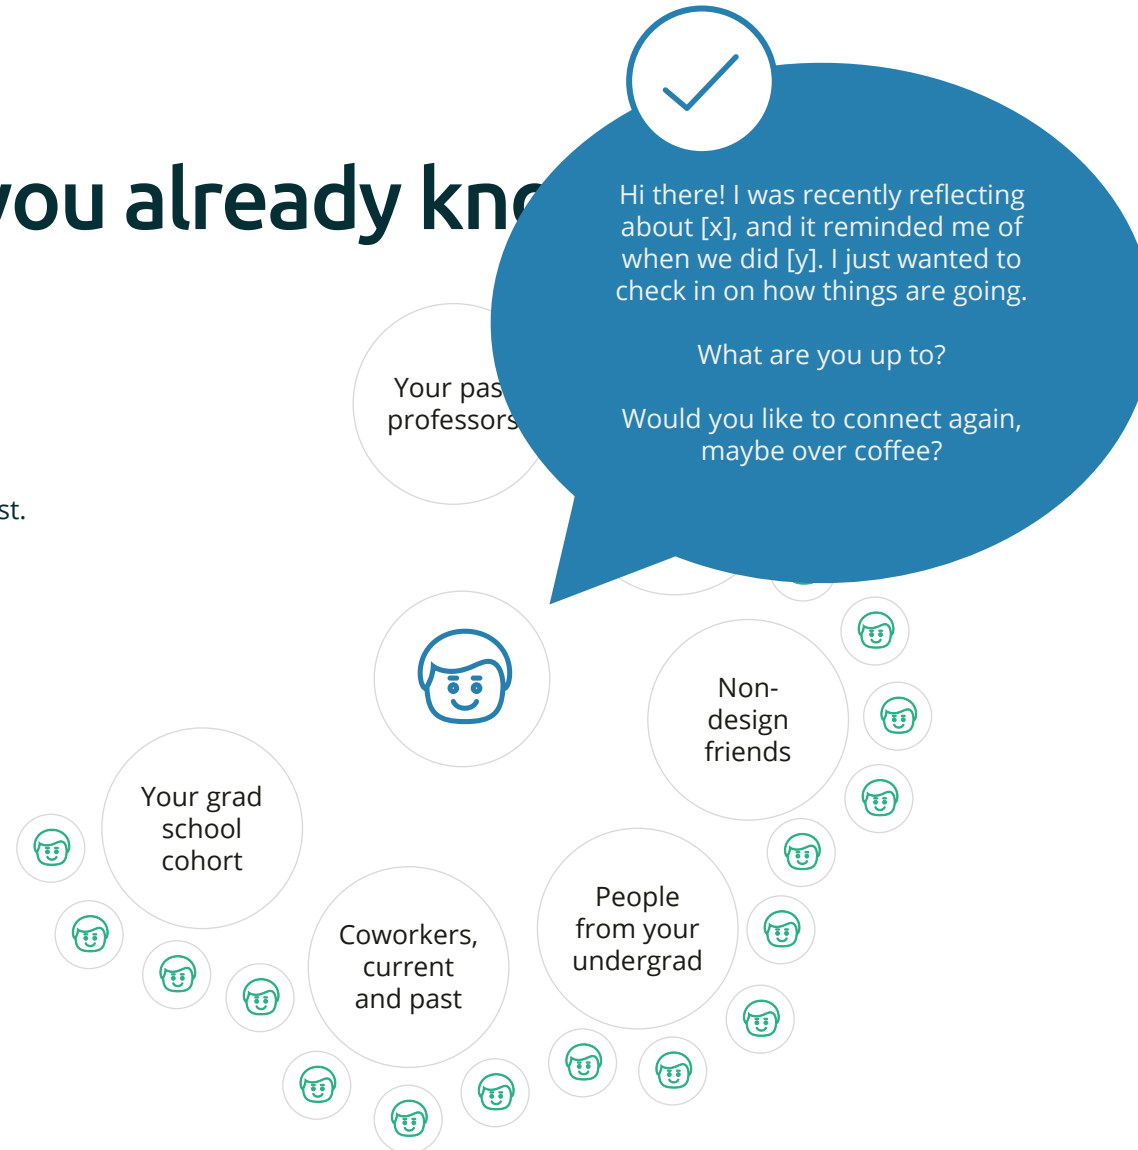 you already kno
Hi there! I was recently reflecting
about [x], and it reminded me of
when we did [y]. I just wanted to
check in on how things are going.
What are you up to?
Would you like to connect again,
maybe over coffee?
Your pas
professors
st.
Non-
design
friends
Your grad
school
cohort
People
from your
undergrad
Coworkers,
current
and past